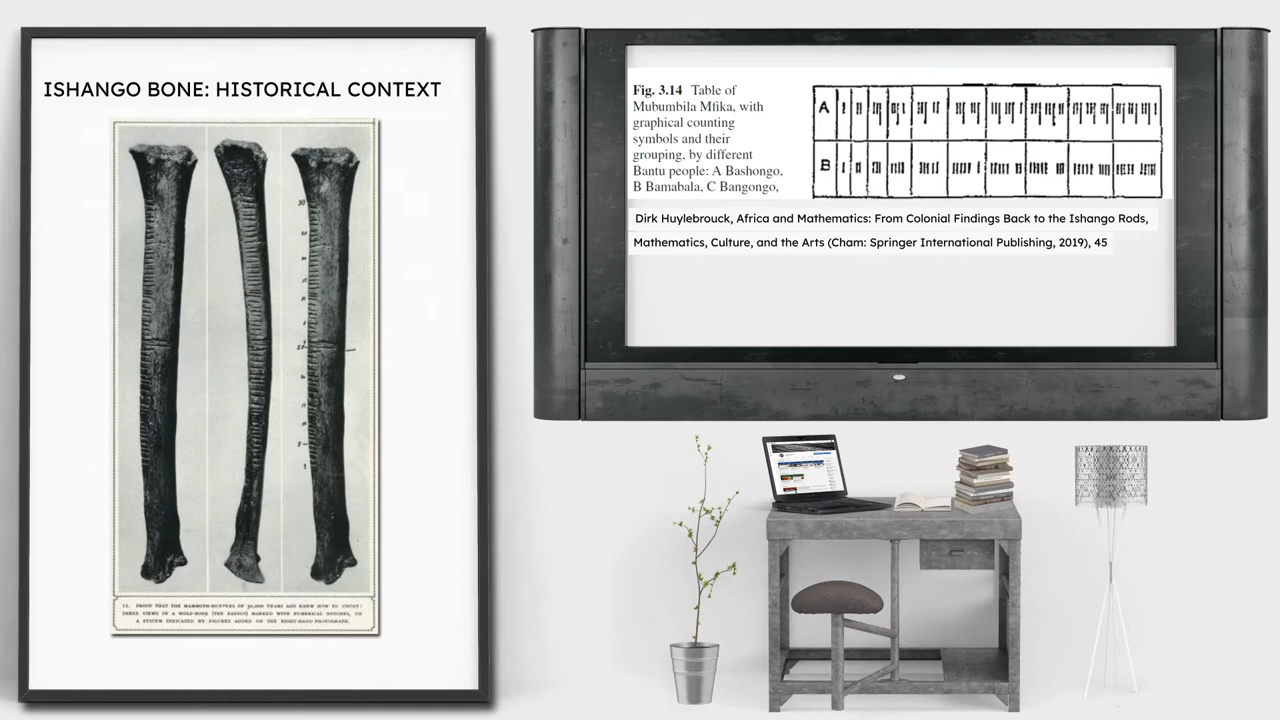 ISHANGO BONE: HISTORICAL CONTEXT
12. PROOF THAT THE MAMMOTH-HUNTERS OF 30,000 YEARS AGO KNEW HOW TO COUNT:
THREE VIEWS OF A WOLF-BONE (THE RADIUS) MARKED WITH NUMERICAL NOTCHES, ON
A SYSTEM INDICATED BY FIGURES ADDED ON THE RIGHT-HAND PHOTOGRAPH.
Fig. 3.14 Table of
Mubumbila Mfika, with
graphical counting
symbols and their
grouping, by different
Bantu people: A Bashongo,
B Bamabala, C Bangongo,
A
B
Dirk Huylebrouck, Africa and Mathematics: From Colonial Findings Back to the Ishango Rods,
Mathematics, Culture, and the Arts (Cham: Springer International Publishing, 2019), 45